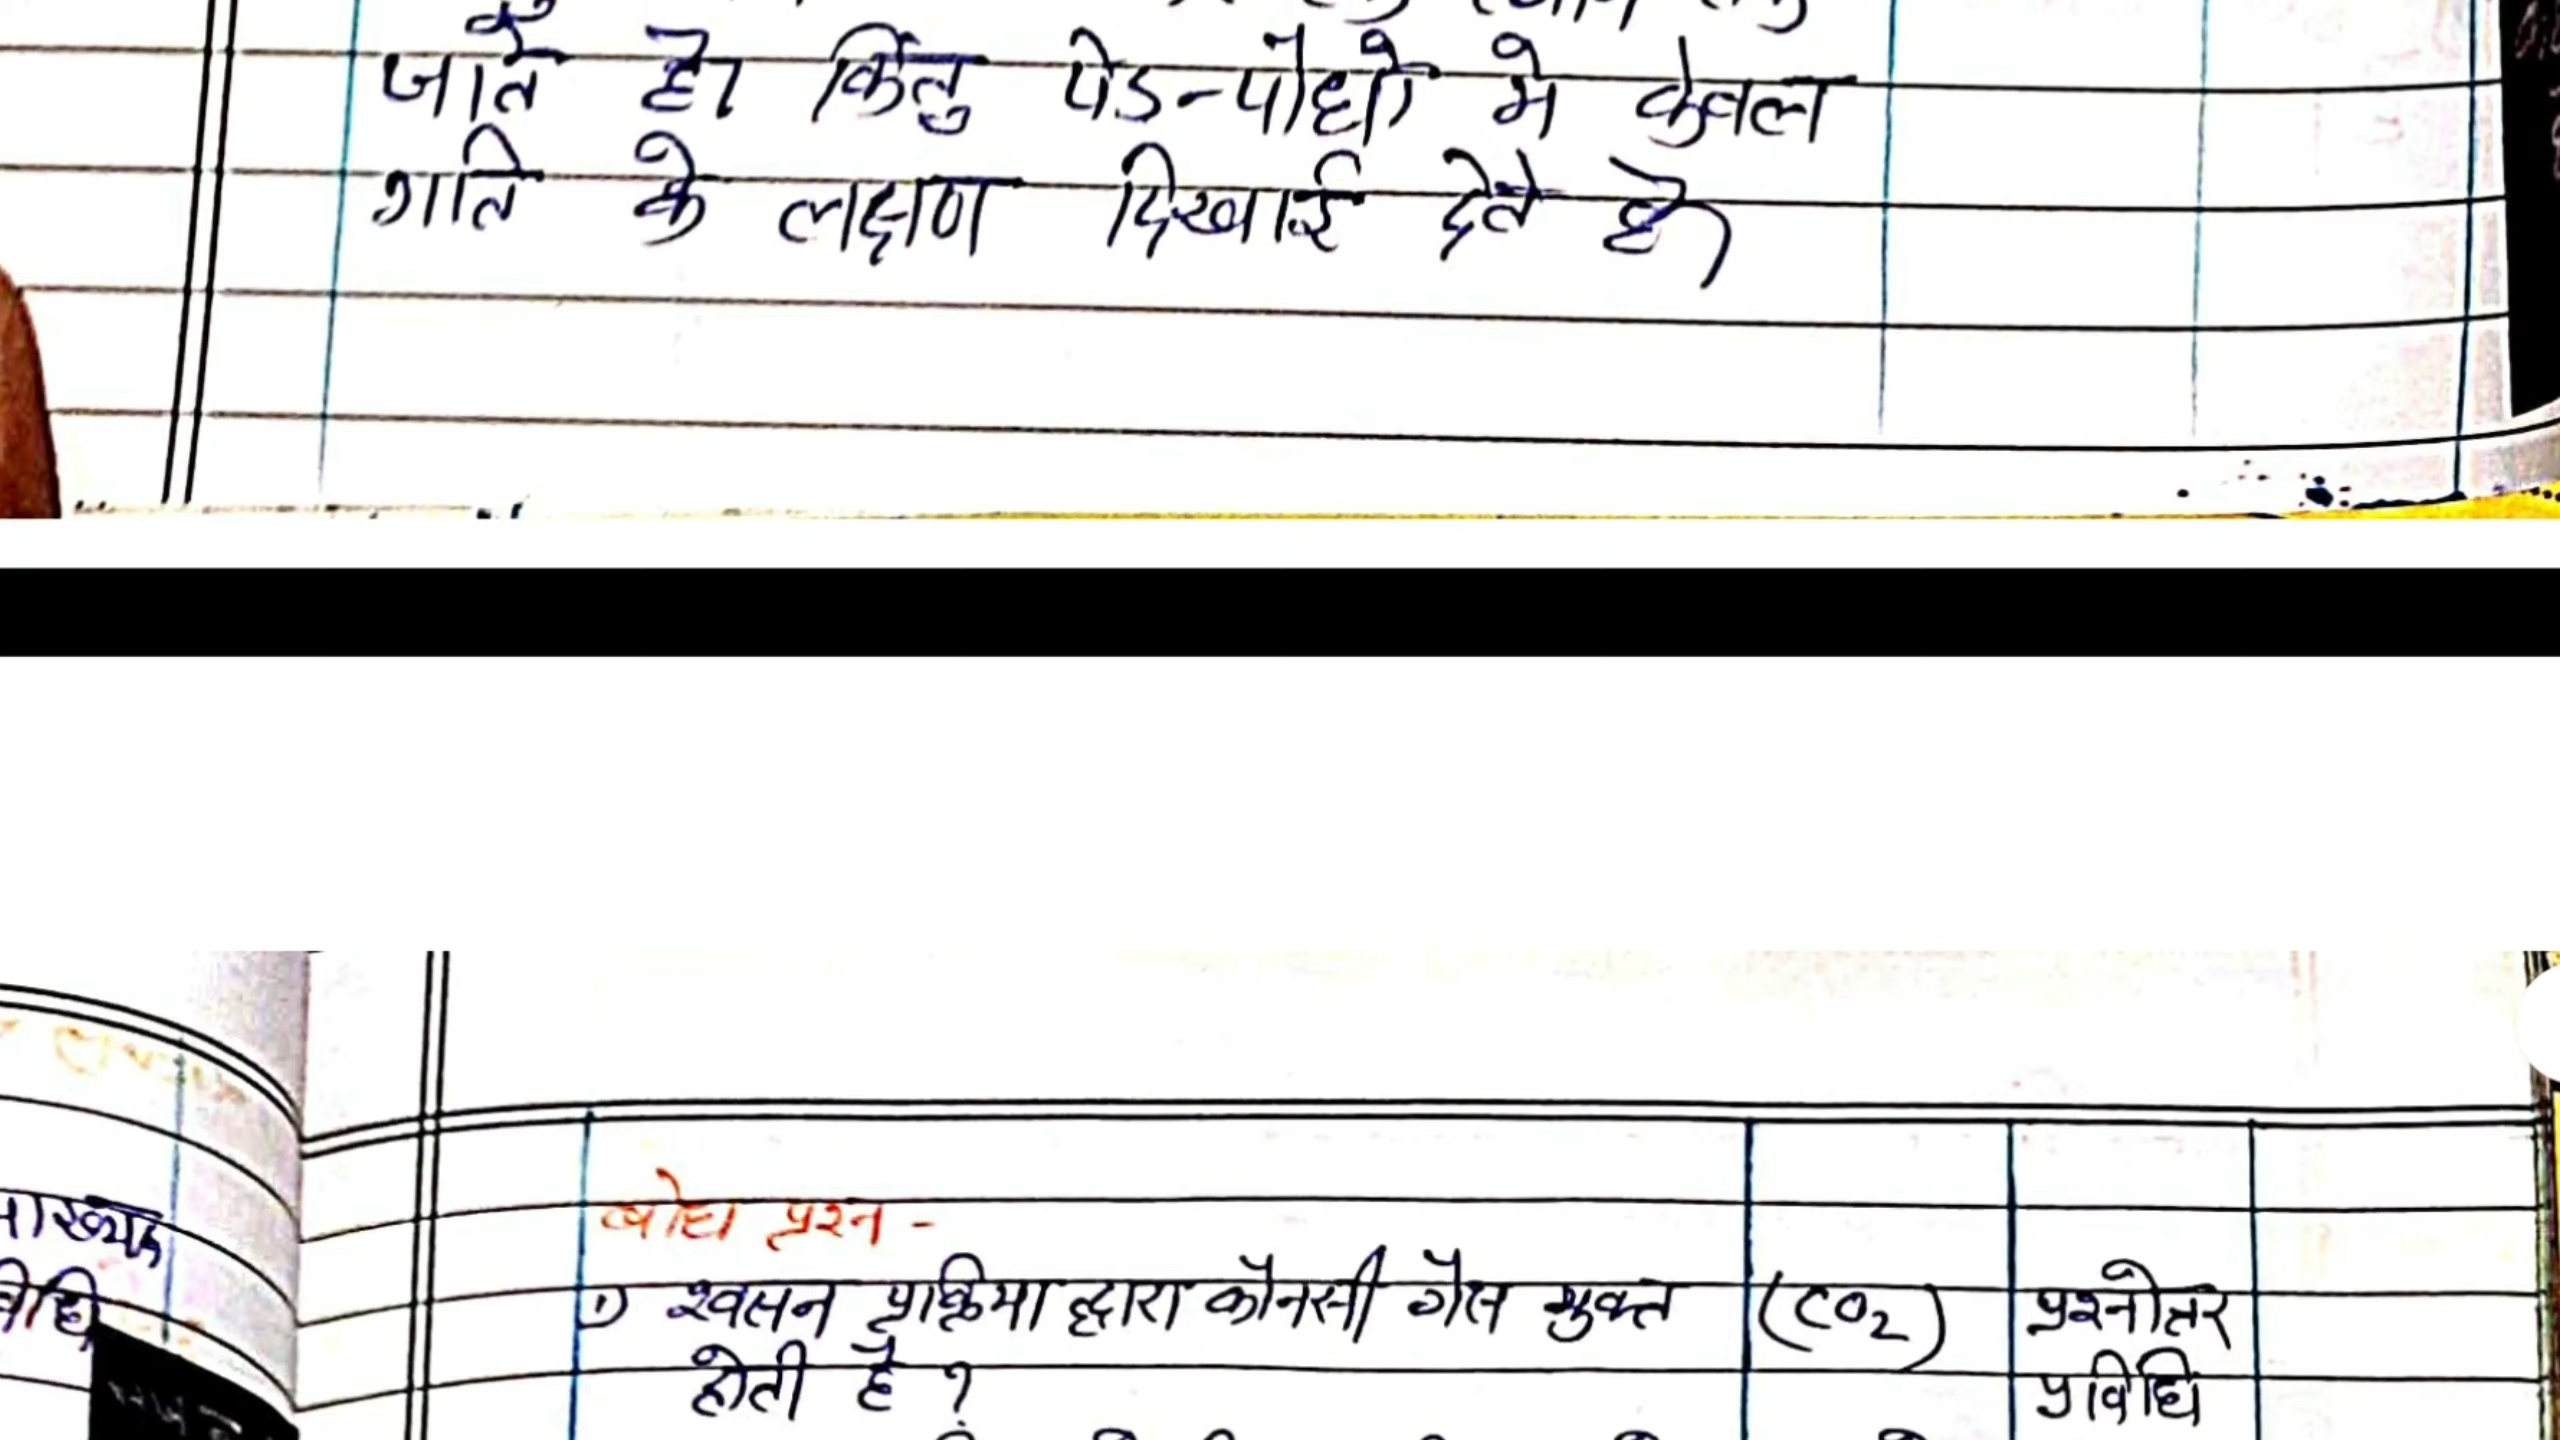 जाते है। किंतु पेड-पौधो मे केवल
गति के लक्षण दिखाई देते है।
बोध प्रश्न -
1) श्वसन प्रक्रिया द्वारा कौनसी गैस मुक्त (CO2) प्रश्नोत्तर
होती है ? प्रविधि